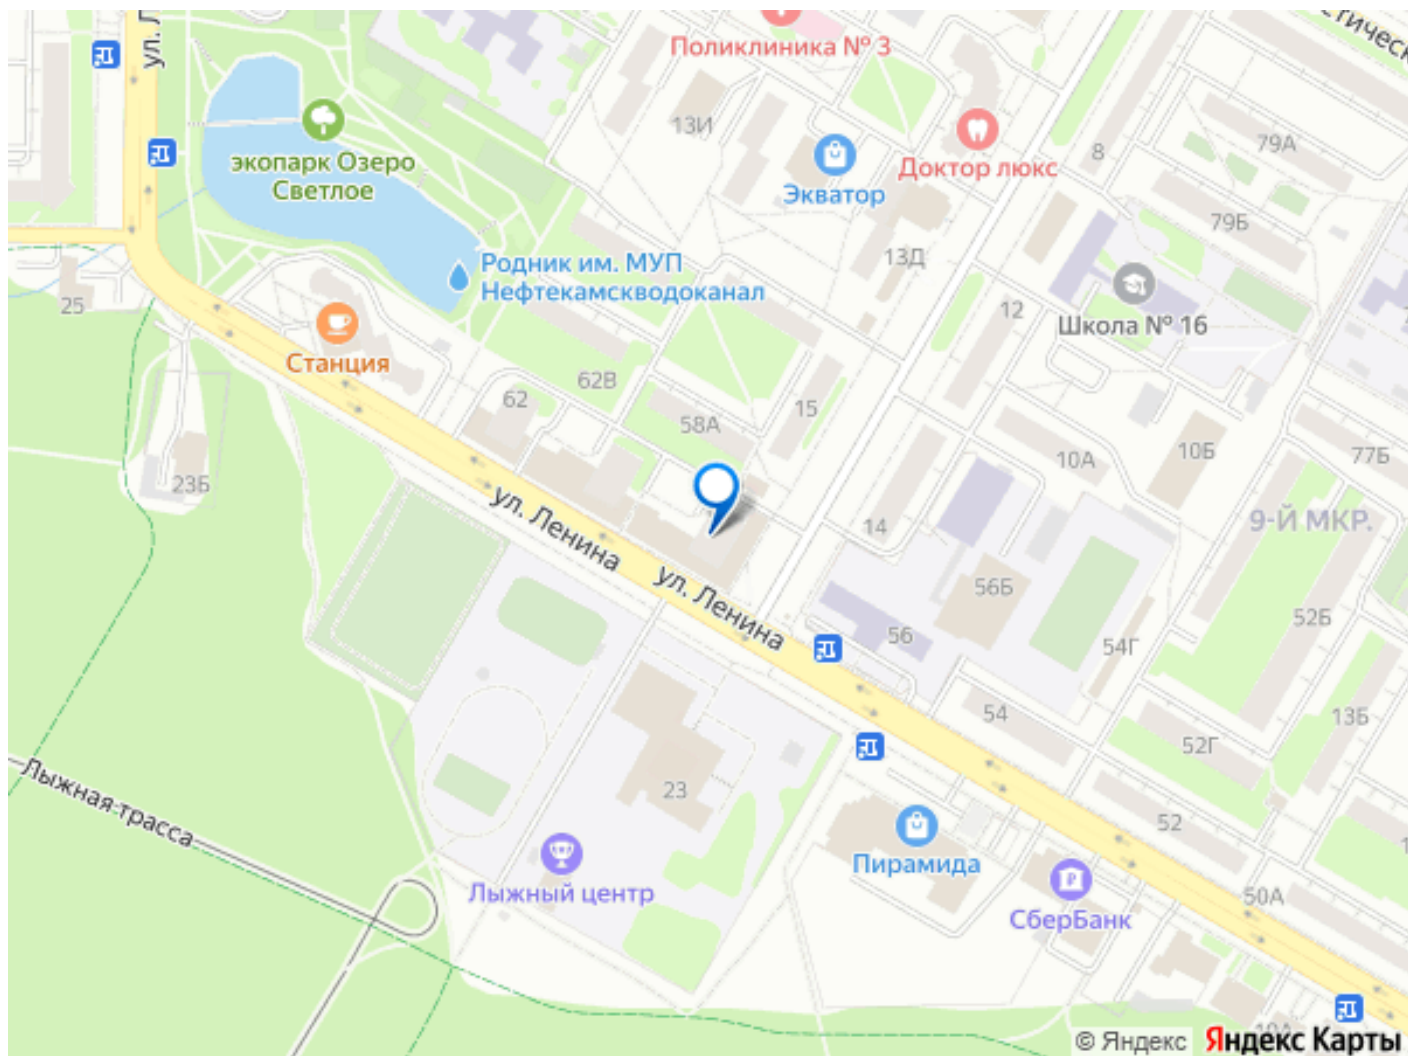 ул. Л
Поликлиника № 3
стическ
13И
79А
8
экопарк Озеро
Светлое
Экватор
Доктор люкс
79Б
Родник им. МУП
Нефтекамскводоканал
13Д
25
12
Школа № 16
Станция
62В
62
15
58А
10А
10Б
77Б
23Б
ул. Ленина
14
9-Й МКР.
ул. Ленина
56Б
56
52Б
54Г
54
13Б
52Г
Лыжная трасса
23
52
Пирамида
Лыжный центр
50А
СберБанк
© Яндекс Яндекс Карты